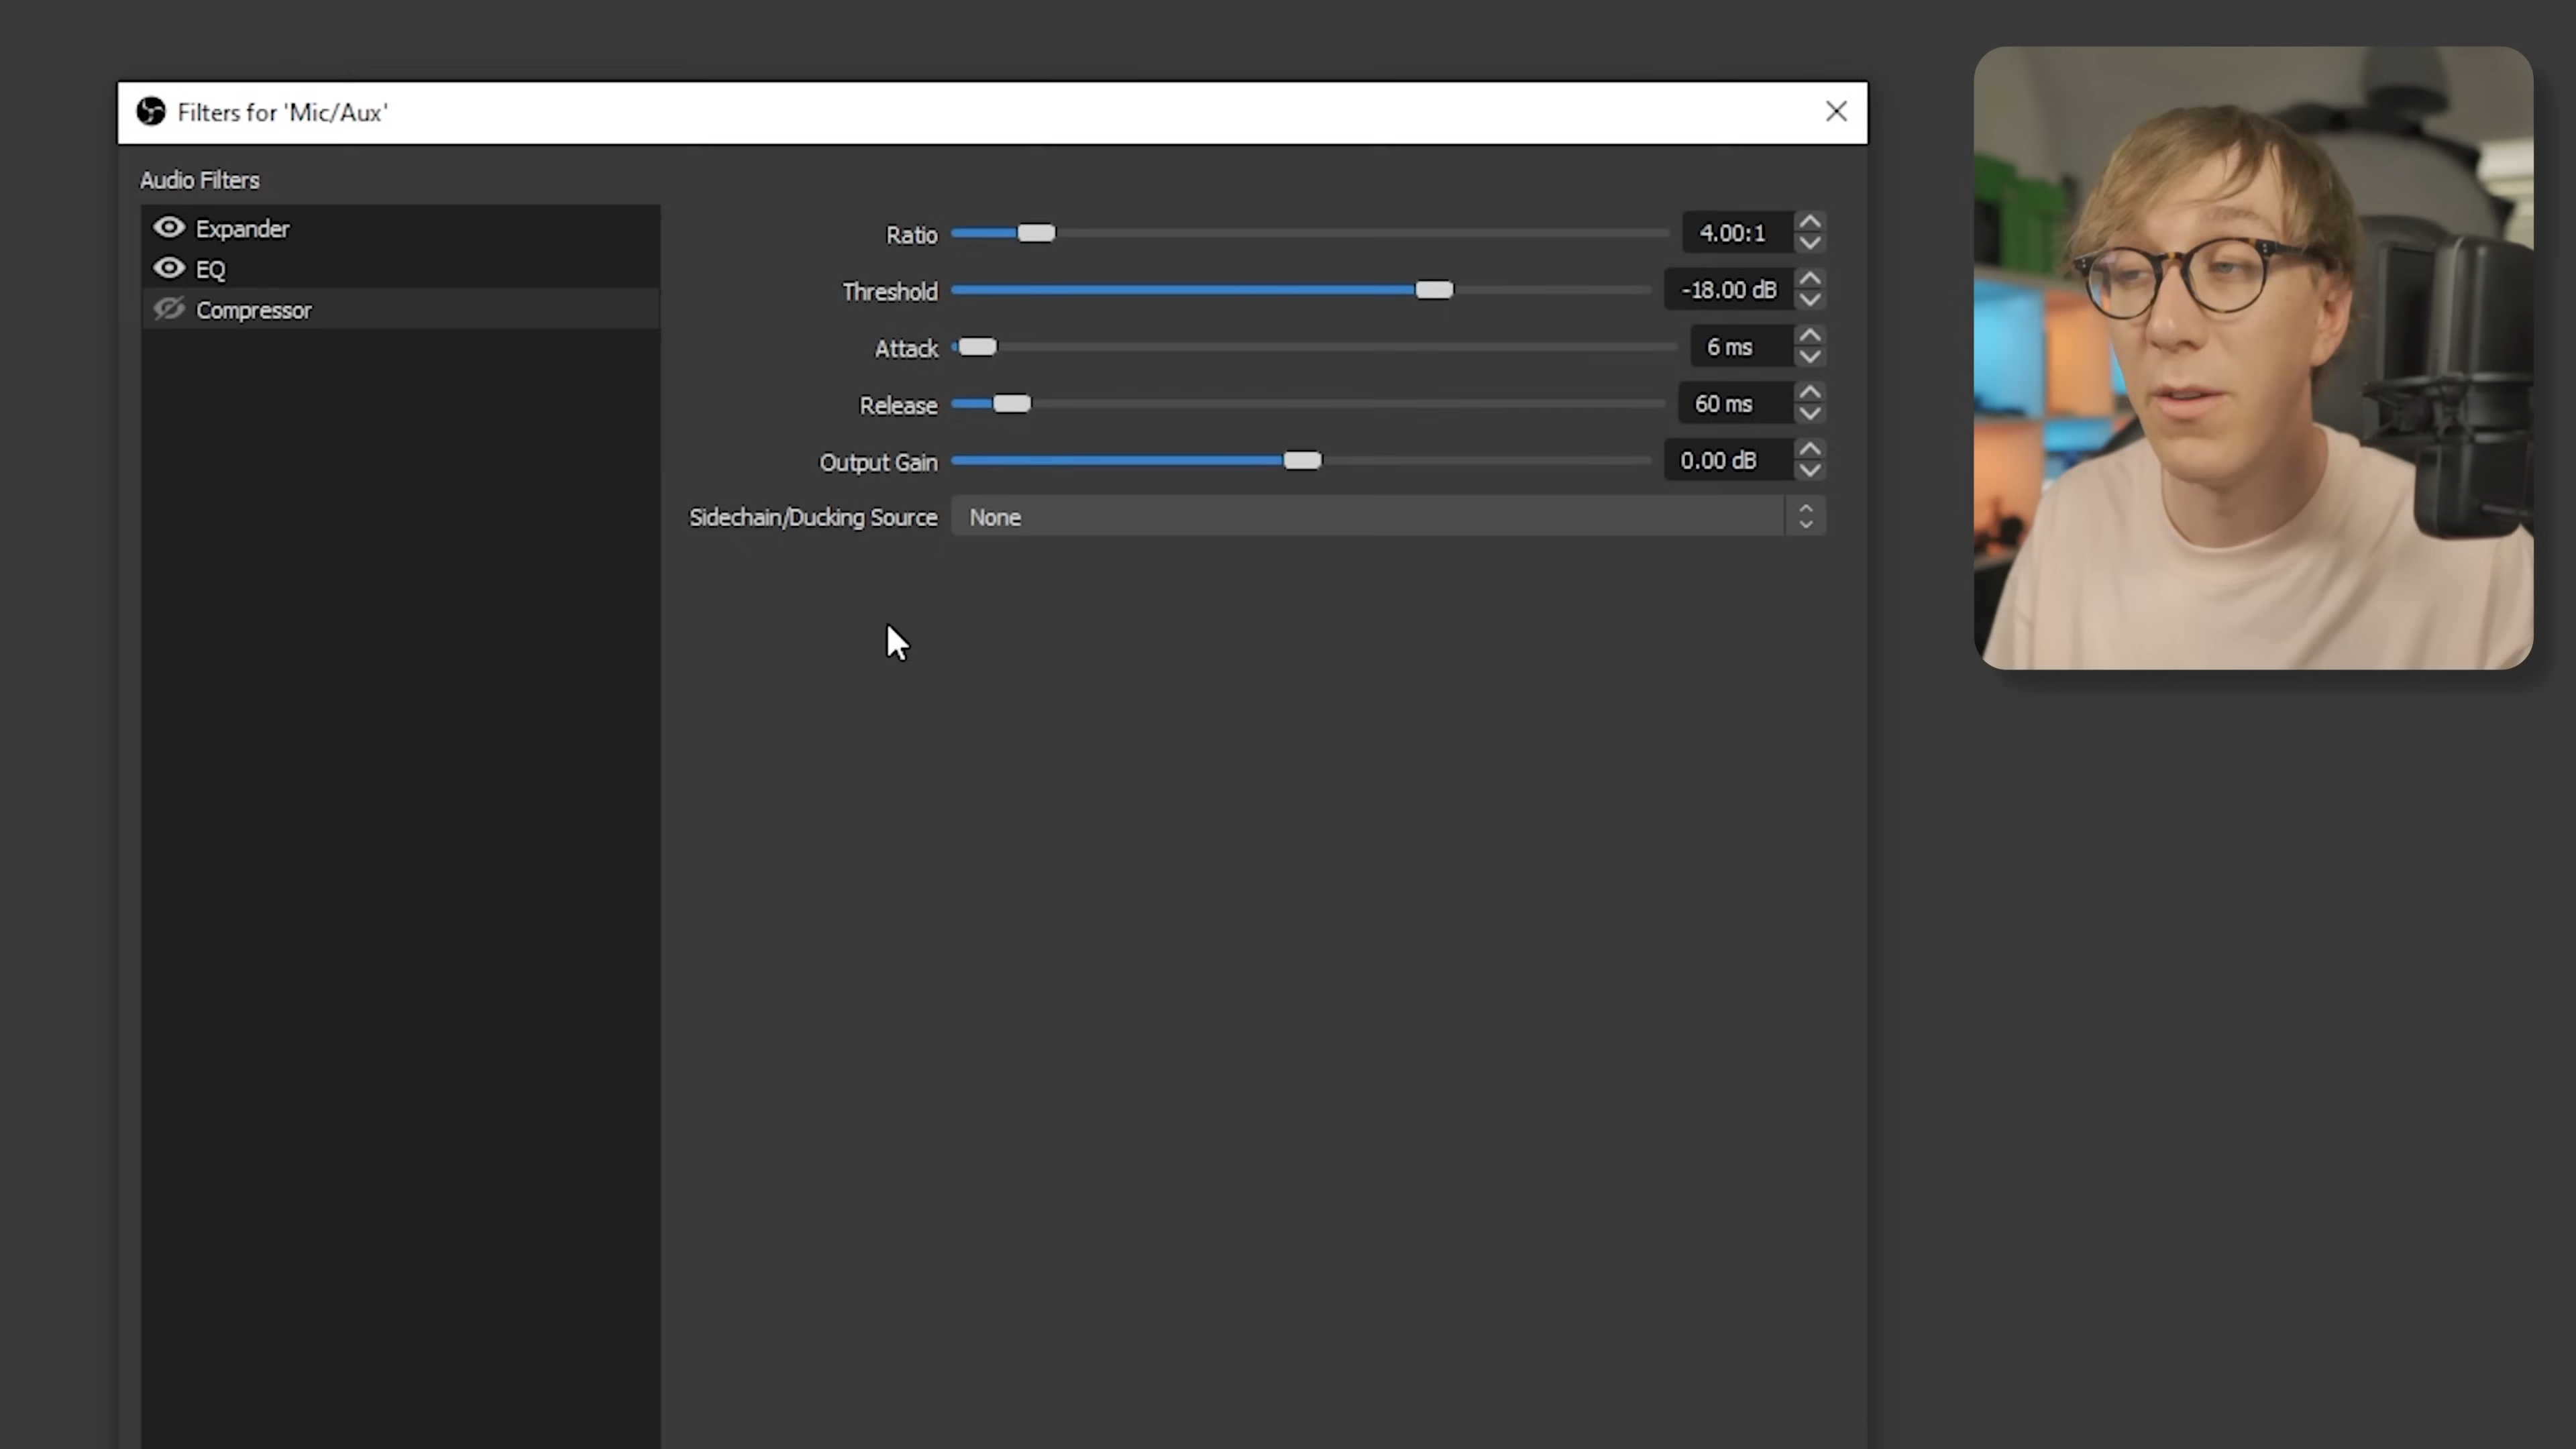 Filters for 'Mic/Aux'
Audio Filters
Expander
EQ
Compressor
Ratio 4.00:1
Threshold -18.00 dB
Attack 6 ms
Release 60 ms
Output Gain 0.00 dB
Sidechain/Ducking Source None